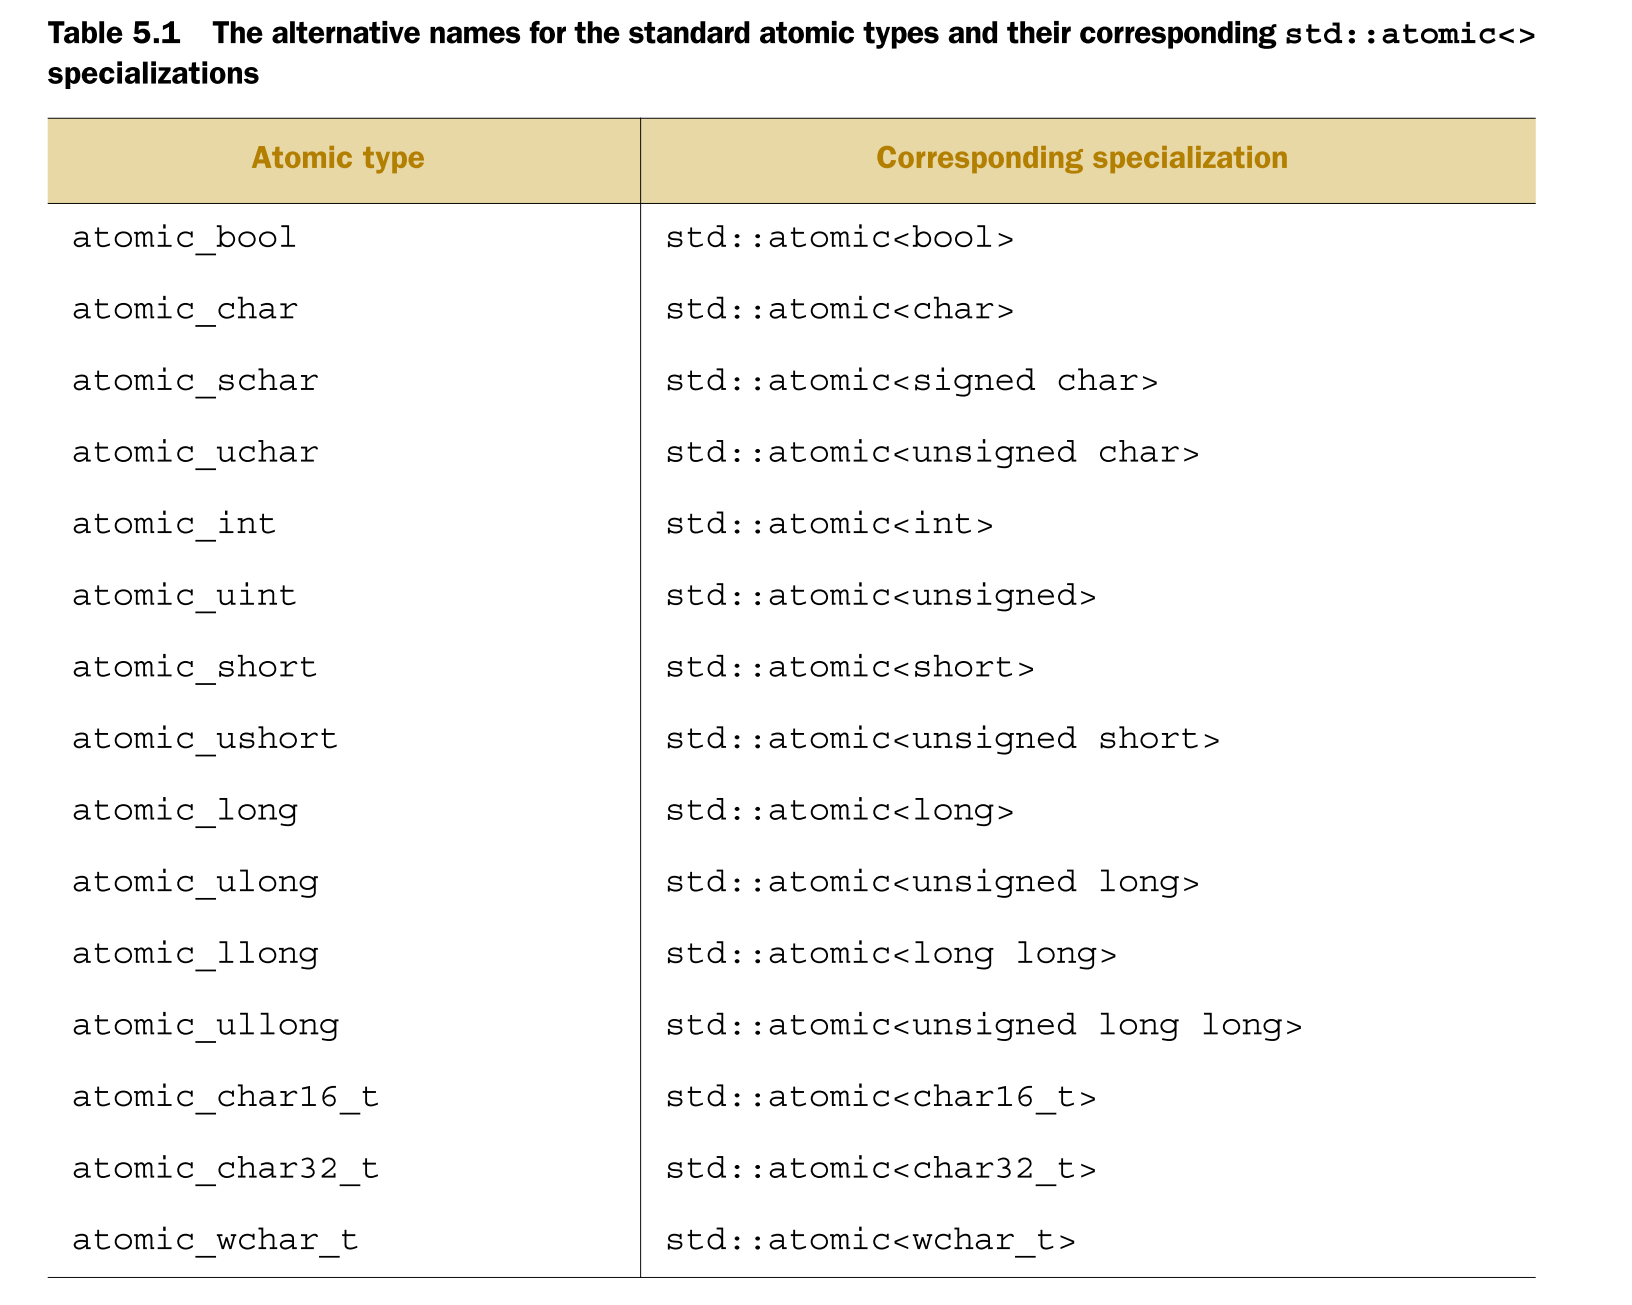 Table 5.1 The alternative names for the standard atomic types and their corresponding std::atomic<>
specializations
Atomic type Corresponding specialization
atomic_bool std::atomic<bool>
atomic_char std::atomic<char>
atomic_schar std::atomic<signed char>
atomic_uchar std::atomic<unsigned char>
atomic_int std::atomic<int>
atomic_uint std::atomic<unsigned>
atomic_short std::atomic<short>
atomic_ushort std::atomic<unsigned short>
atomic_long std::atomic<long>
atomic_ulong std::atomic<unsigned long>
atomic_llong std::atomic<long long>
atomic_ullong std::atomic<unsigned long long>
atomic_char16_t std::atomic<char16_t>
atomic_char32_t std::atomic<char32_t>
atomic_wchar_t std::atomic<wchar_t>